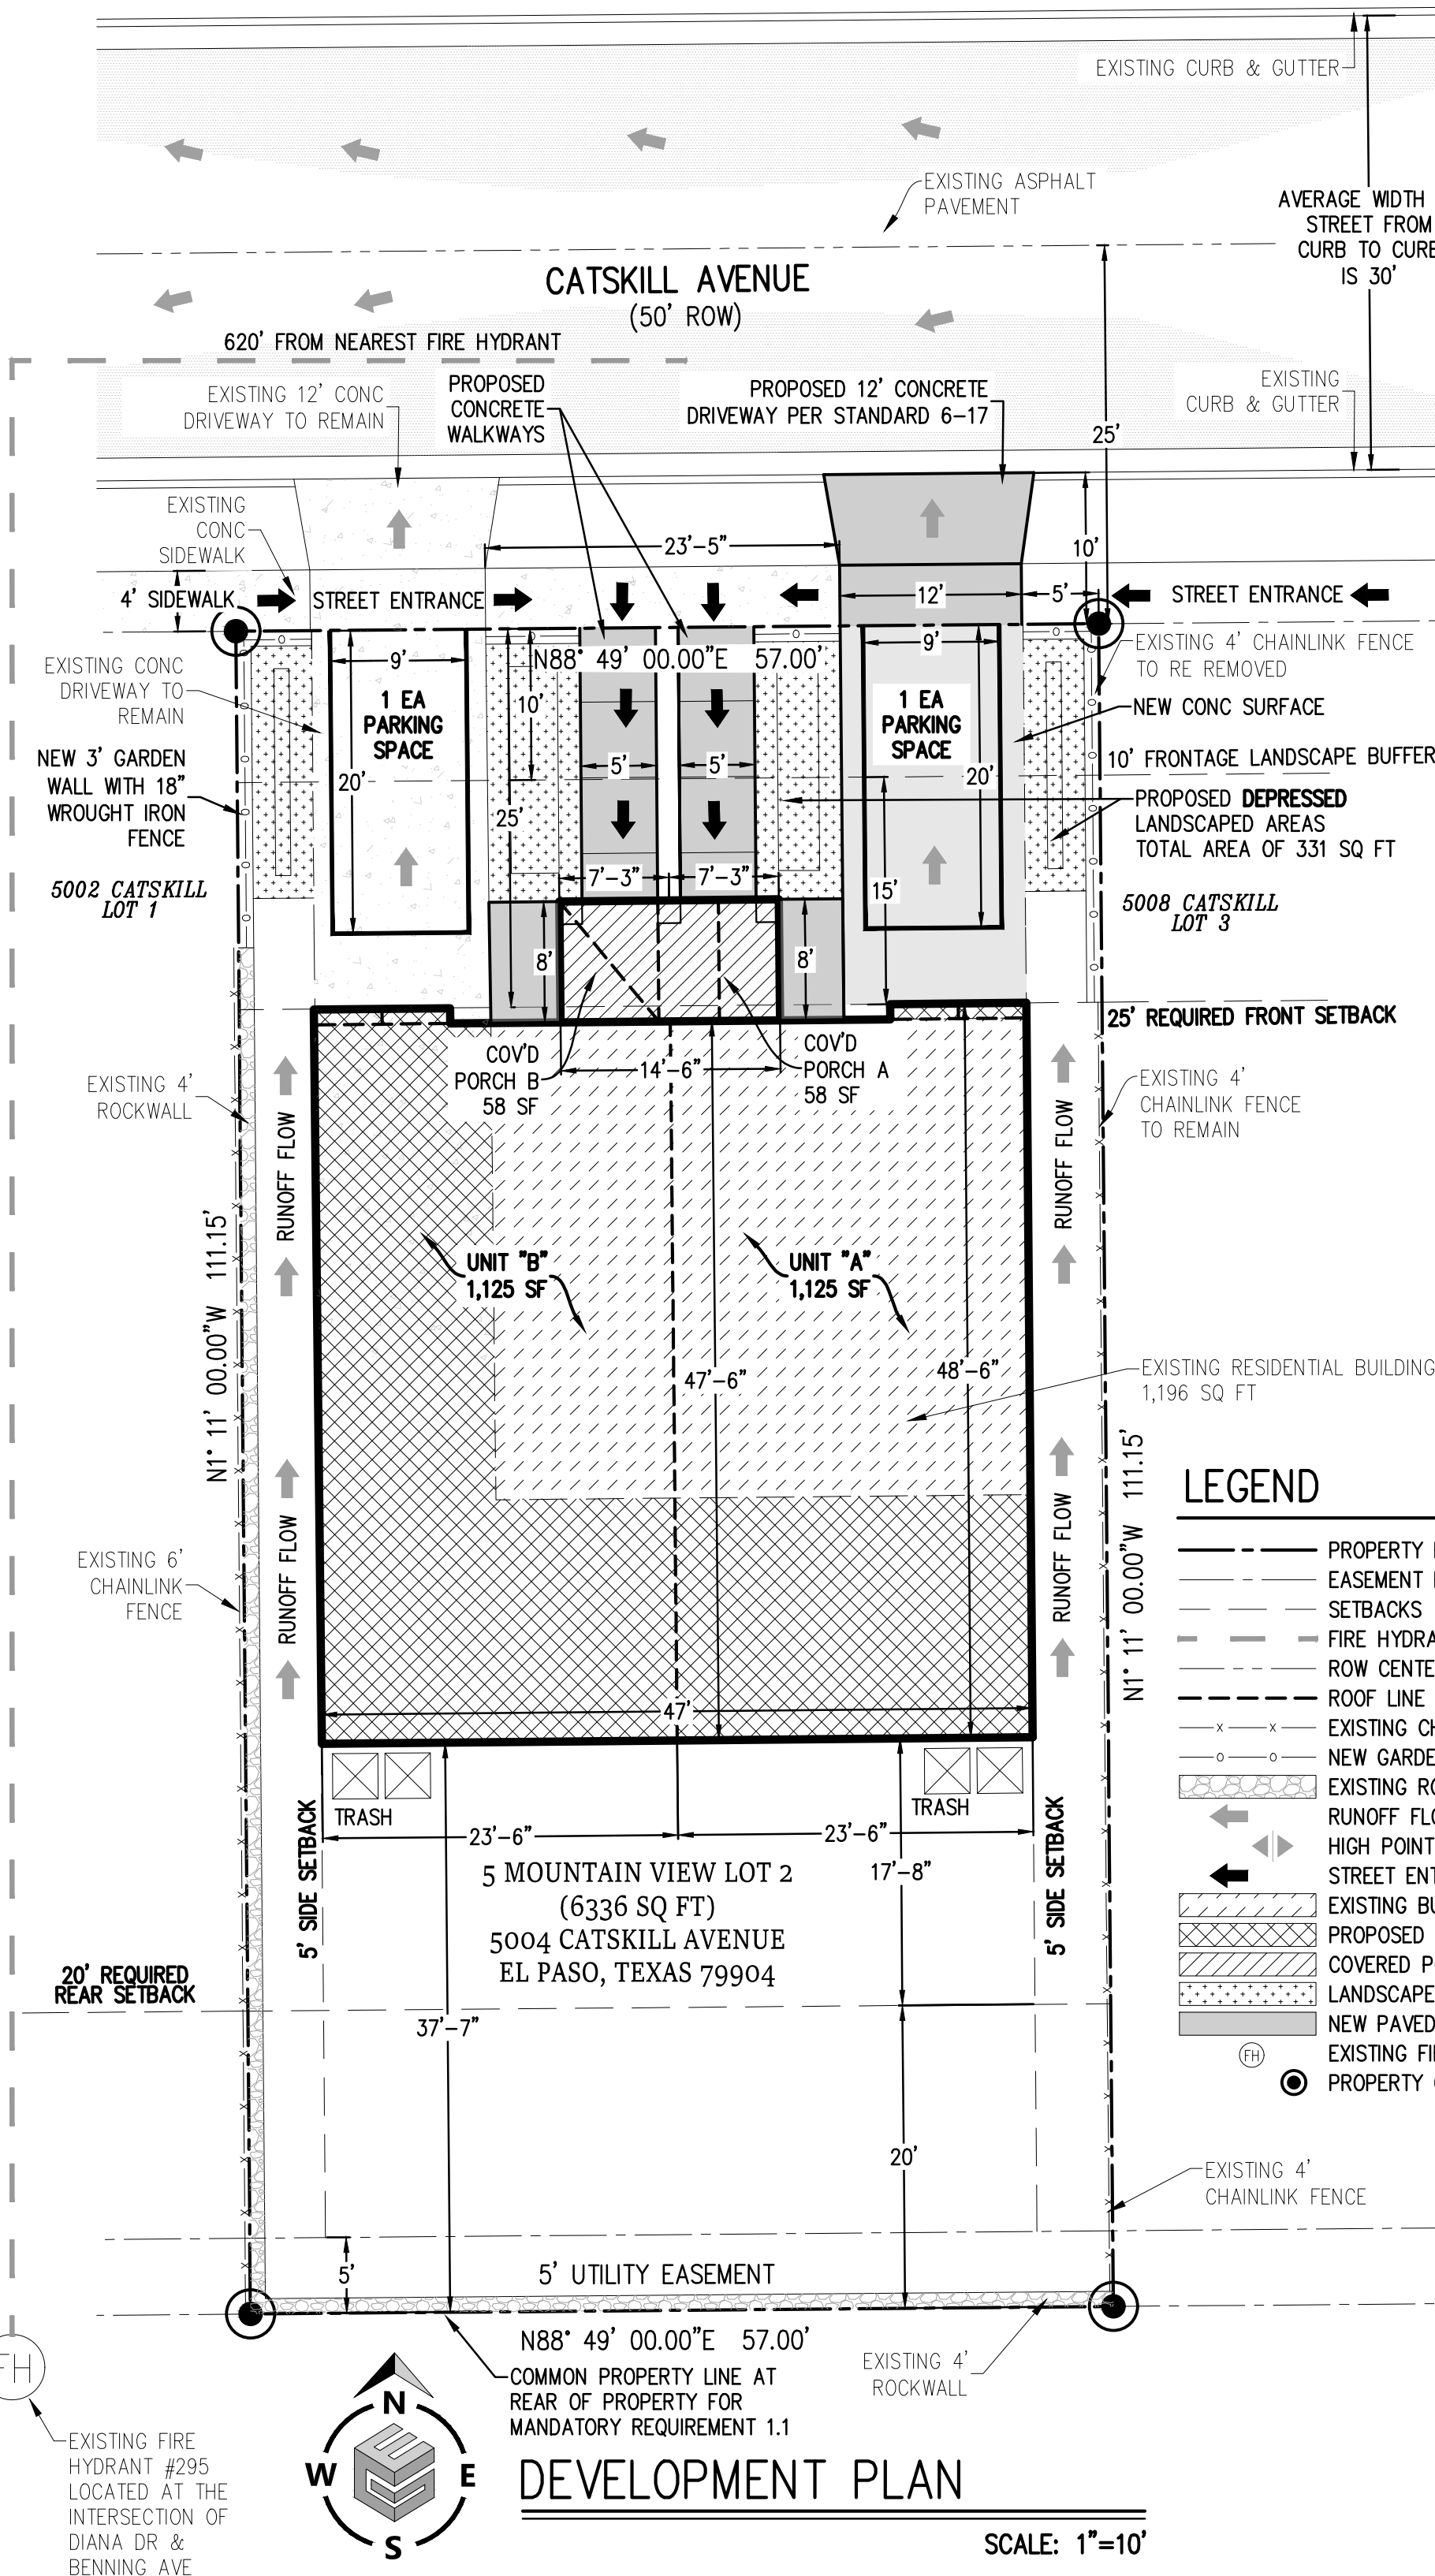 EXISTING CURB & GUTTER
EXISTING ASPHALT
PAVEMENT
AVERAGE WIDTH
STREET FROM
CURB TO CURB
IS 30'
CATSKILL AVENUE
(50' ROW)
620' FROM NEAREST FIRE HYDRANT
EXISTING 12' CONC
DRIVEWAY TO REMAIN
PROPOSED
CONCRETE
WALKWAYS
PROPOSED 12' CONCRETE
DRIVEWAY PER STANDARD 6-17
EXISTING
CURB & GUTTER
25'
EXISTING
CONC
SIDEWALK
23'-5"
10'
4' SIDEWALK
STREET ENTRANCE
12'
5'
STREET ENTRANCE
EXISTING CONC
DRIVEWAY TO
REMAIN
9'
N88° 49' 00.00"E 57.00'
9'
EXISTING 4' CHAINLINK FENCE
TO RE REMOVED
1 EA
PARKING
SPACE
10'
1 EA
PARKING
SPACE
NEW CONC SURFACE
NEW 3' GARDEN
WALL WITH 18"
WROUGHT IRON
FENCE
20'
5'
5'
20'
10' FRONTAGE LANDSCAPE BUFFER
25'
PROPOSED DEPRESSED
LANDSCAPED AREAS
TOTAL AREA OF 331 SQ FT
5002 CATSKILL
LOT 1
7'-3"
7'-3"
15'
5008 CATSKILL
LOT 3
8'
8'
25' REQUIRED FRONT SETBACK
COV'D
PORCH B
58 SF
14'-6"
COV'D
PORCH A
58 SF
EXISTING 4'
ROCKWALL
EXISTING 4'
CHAINLINK FENCE
TO REMAIN
RUNOFF FLOW
RUNOFF FLOW
N1° 11' 00.00"W 111.15'
UNIT "B"
1,125 SF
UNIT "A"
1,125 SF
47'-6"
48'-6"
EXISTING RESIDENTIAL BUILDING
1,196 SQ FT
N1° 11' 00.00"W 111.15'
EXISTING 6'
CHAINLINK
FENCE
RUNOFF FLOW
RUNOFF FLOW
47'
TRASH
TRASH
23'-6"
23'-6"
5' SIDE SETBACK
5' SIDE SETBACK
17'-8"
5 MOUNTAIN VIEW LOT 2
(6336 SQ FT)
5004 CATSKILL AVENUE
EL PASO, TEXAS 79904
20' REQUIRED
REAR SETBACK
37'-7"
20'
5'
5' UTILITY EASEMENT
EXISTING 4'
CHAINLINK FENCE
N88° 49' 00.00"E 57.00'
COMMON PROPERTY LINE AT
REAR OF PROPERTY FOR
MANDATORY REQUIREMENT 1.1
EXISTING 4'
ROCKWALL
FH
EXISTING FIRE
HYDRANT #295
LOCATED AT THE
INTERSECTION OF
DIANA DR &
BENNING AVE
N
W
E
S
DEVELOPMENT PLAN
SCALE: 1"=10'
LEGEND
PROPERTY
EASEMENT
SETBACKS
FIRE
ROW
ROOF LINE
EXISTING
NEW
EXISTING
RUNOFF
HIGH POINT
STREET
EXISTING
PROPOSED
COVERED
LANDSCAPE
NEW PAVED
FH
EXISTING
PROPERTY